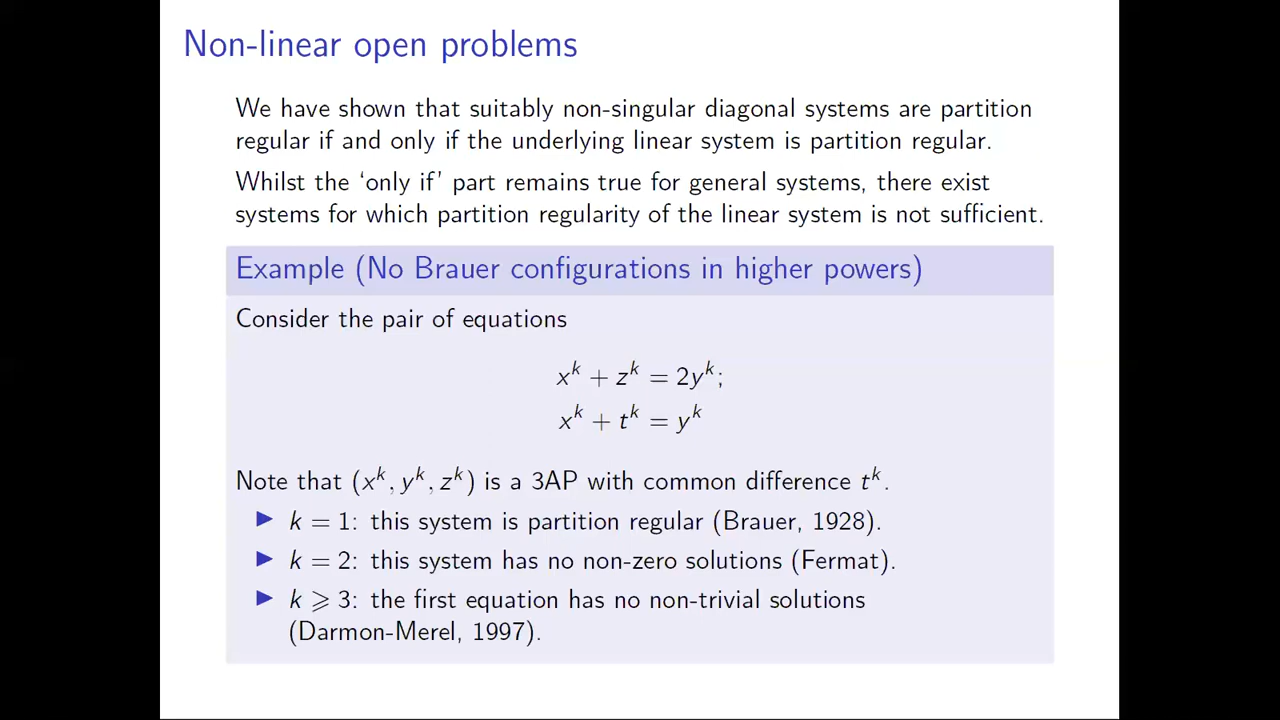 Non-linear open problems
We have shown that suitably non-singular diagonal systems are partition
regular if and only if the underlying linear system is partition regular.
Whilst the ‘only if’ part remains true for general systems, there exist
systems for which partition regularity of the linear system is not sufficient.
Example (No Brauer configurations in higher powers)
Consider the pair of equations
x^k + z^k = 2y^k;
x^k + t^k = y^k
Note that (x^k, y^k, z^k) is a 3AP with common difference t^k.
▶ k = 1: this system is partition regular (Brauer, 1928).
▶ k = 2: this system has no non-zero solutions (Fermat).
▶ k ⩾ 3: the first equation has no non-trivial solutions
(Darmon-Merel, 1997).